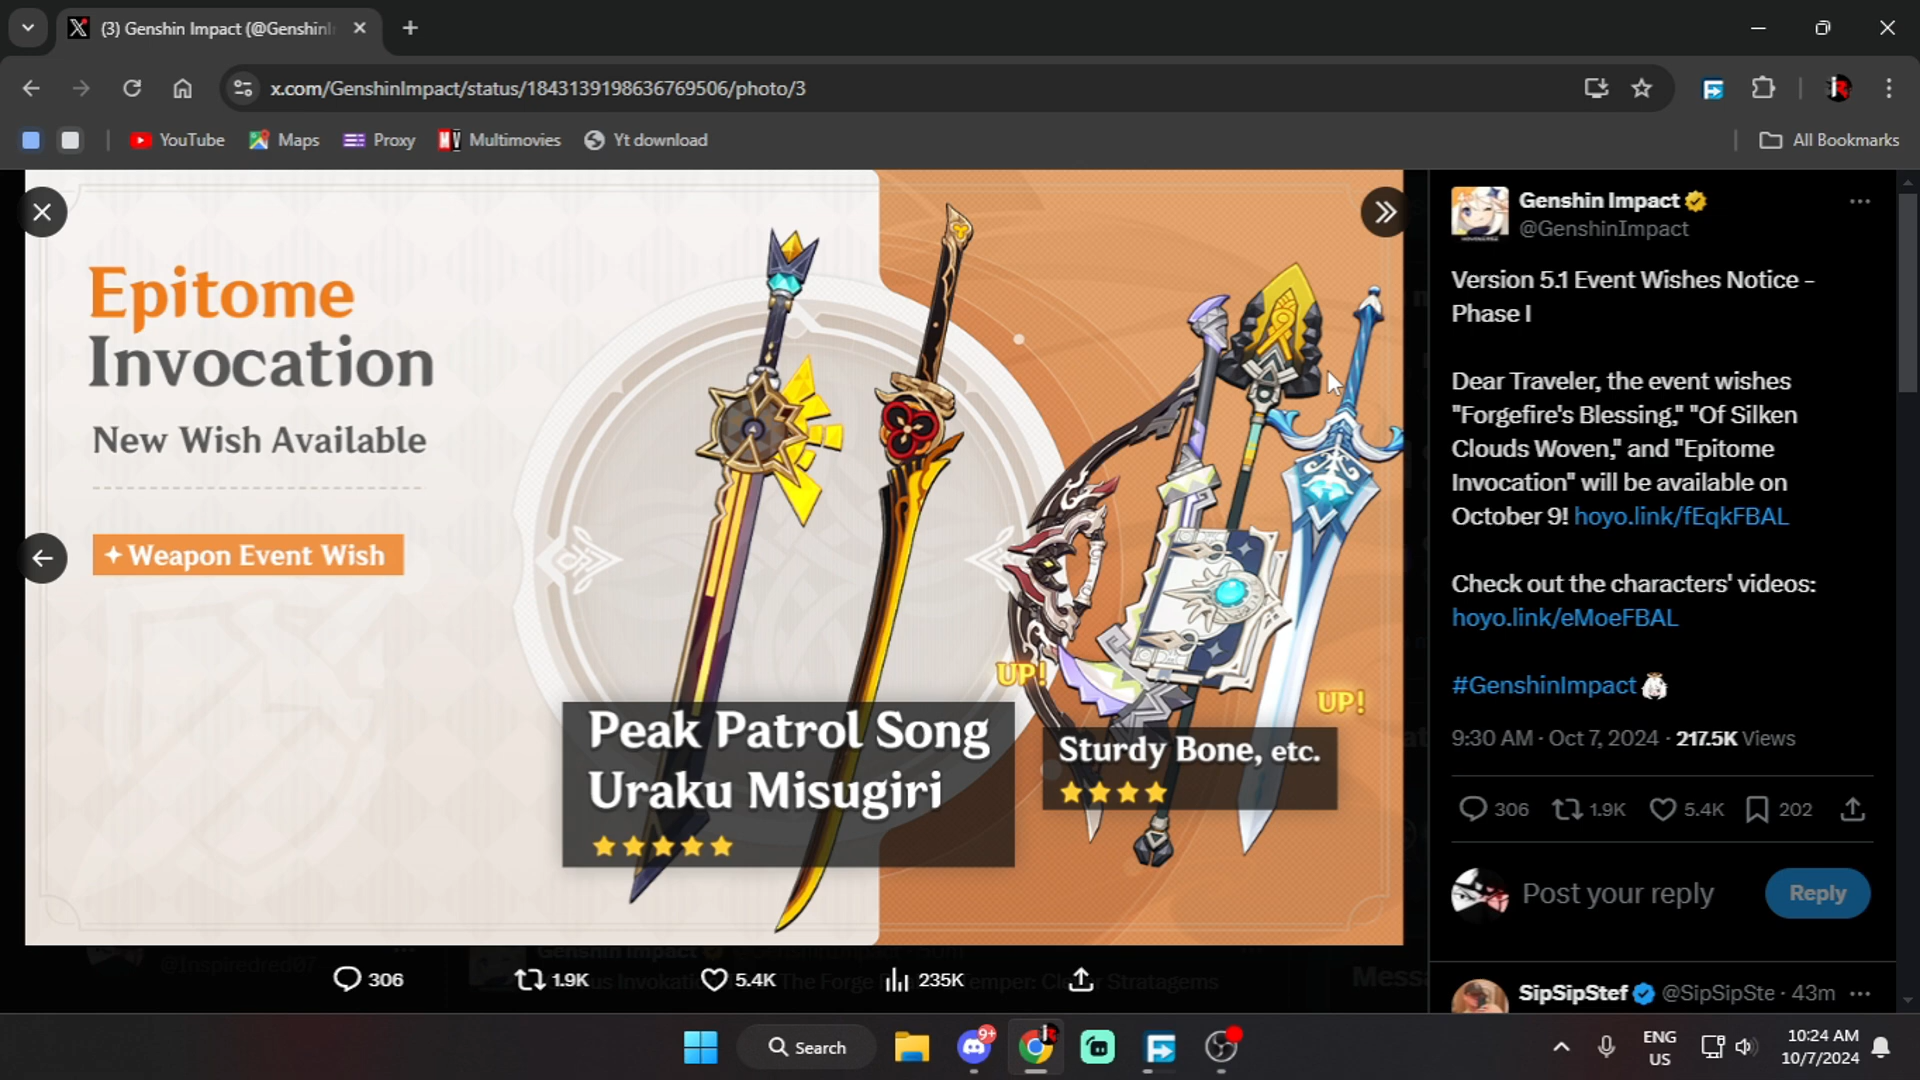 (3) Genshin Impact (@GenshinI
x.com/GenshinImpact/status/1843139198636769506/photo/3
YouTube
Maps
Proxy
Multimovies
Yt download
All Bookmarks
Epitome
Invocation
New Wish Available
Weapon Event Wish
Peak Patrol Song
Uraku Misugiri
UP!
UP!
Sturdy Bone, etc.
306
1.9K
5.4K
235K
Genshin Impact
@GenshinImpact
Version 5.1 Event Wishes Notice –
Phase I
Dear Traveler, the event wishes
"Forgefire's Blessing," "Of Silken
Clouds Woven," and "Epitome
Invocation" will be available on
October 9! hoyo.link/fEqkFBAL
Check out the characters' videos:
hoyo.link/eMoeFBAL
#GenshinImpact
9:30 AM · Oct 7, 2024 · 217.5K Views
306
1.9K
5.4K
202
Post your reply
Reply
SipSipStef @SipSipSte · 43m
Search
9+
ENG
US
10:24 AM
10/7/2024